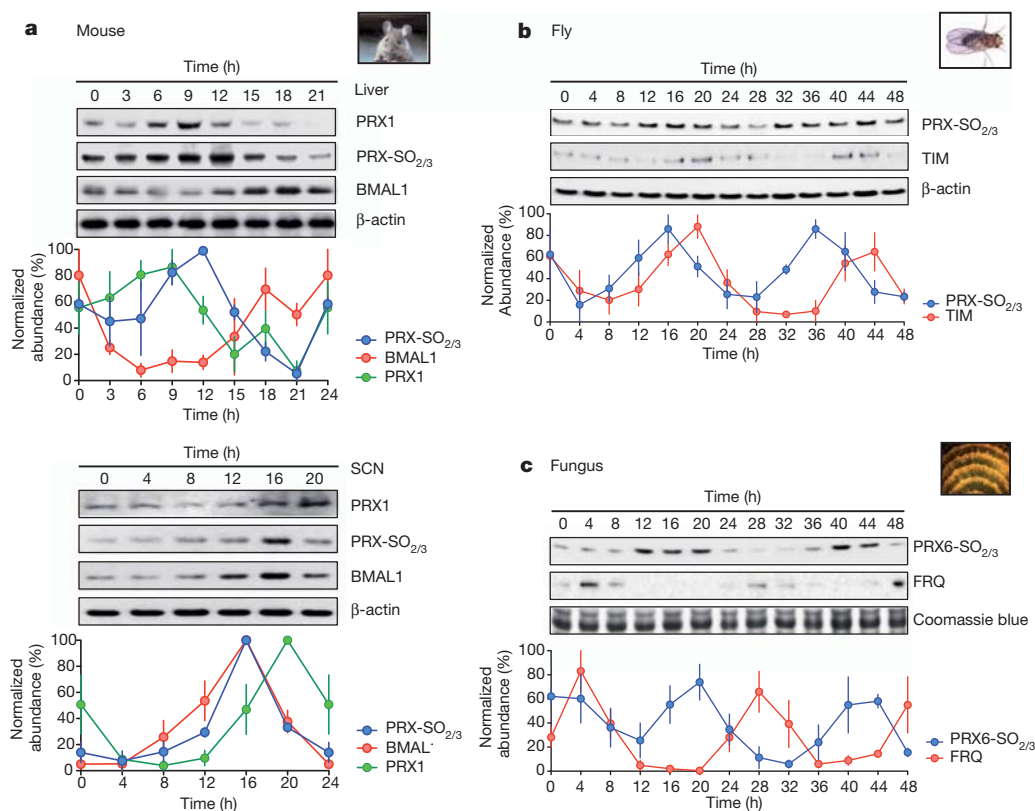 a Mouse
Time (h)
0 3 6 9 12 15 18 21
Liver
PRX1
PRX-SO2/3
BMAL1
β-actin
Normalized
abundance (%)
100
80
60
40
20
0
0 3 6 9 12 15 18 21 24
Time (h)
PRX-SO2/3
BMAL1
PRX1
Time (h)
0 4 8 12 16 20
SCN
PRX1
PRX-SO2/3
BMAL1
β-actin
Normalized
abundance (%)
100
80
60
40
20
0
0 4 8 12 16 20 24
Time (h)
PRX-SO2/3
BMAL
PRX1
b Fly
Time (h)
0 4 8 12 16 20 24 28 32 36 40 44 48
PRX-SO2/3
TIM
β-actin
Normalized
Abundance (%)
100
80
60
40
20
0
0 4 8 12 16 20 24 28 32 36 40 44 48
Time (h)
PRX-SO2/3
TIM
c Fungus
Time (h)
0 4 8 12 16 20 24 28 32 36 40 44 48
PRX6-SO2/3
FRQ
Coomassie blue
Normalized
abundance (%)
100
80
60
40
20
0
0 4 8 12 16 20 24 28 32 36 40 44 48
Time (h)
PRX6-SO2/3
FRQ